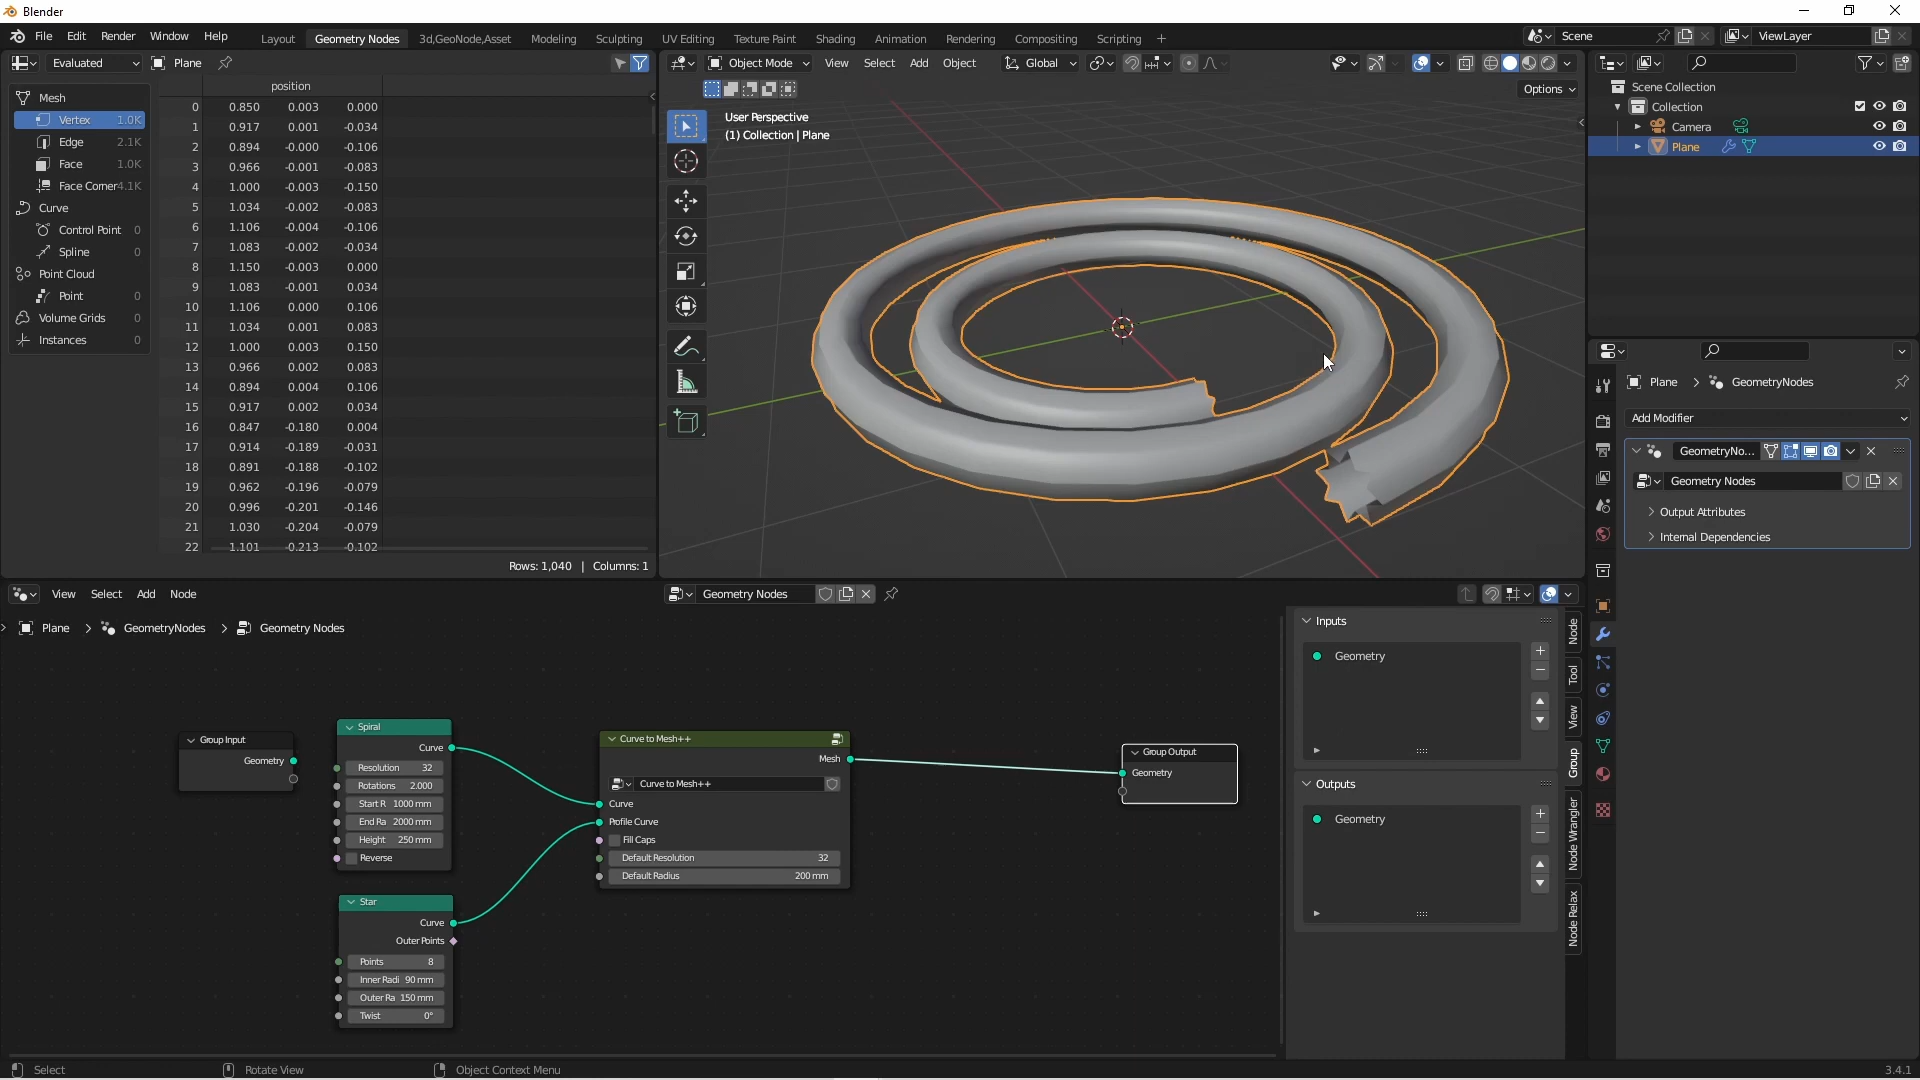 Blender
File Edit Render Window Help Layout Geometry Nodes 3d,GeoNode,Asset Modeling Sculpting UV Editing Texture Paint Shading Animation Rendering Compositing Scripting + Scene ViewLayer
Evaluated Plane
position
Mesh
Vertex 1.0K
Edge 2.1K
Face 1.0K
Face Corner 4.1K
Curve
Control Point 0
Spline 0
Point Cloud
Point 0
Volume Grids 0
Instances 0
0 0.850 0.003 0.000
1 0.917 0.001 -0.034
2 0.894 -0.000 -0.106
3 0.966 -0.001 -0.083
4 1.000 -0.003 -0.150
5 1.034 -0.002 -0.083
6 1.106 -0.004 -0.106
7 1.083 -0.002 -0.034
8 1.150 -0.003 0.000
9 1.083 -0.001 0.034
10 1.106 0.000 0.106
11 1.034 0.001 0.083
12 1.000 0.003 0.150
13 0.966 0.002 0.083
14 0.894 0.004 0.106
15 0.917 0.002 0.034
16 0.847 -0.180 0.004
17 0.914 -0.189 -0.031
18 0.891 -0.188 -0.102
19 0.962 -0.196 -0.079
20 0.996 -0.201 -0.146
21 1.030 -0.204 -0.079
22 1.101 -0.213 -0.102
Rows: 1,040 | Columns: 1
Object Mode View Select Add Object Global
Options
User Perspective
(1) Collection | Plane
Scene Collection
Collection
Camera
Plane
Plane > GeometryNodes
Add Modifier
GeometryNo...
Geometry Nodes
Output Attributes
Internal Dependencies
View Select Add Node Geometry Nodes
Plane > GeometryNodes > Geometry Nodes
Group Input
Geometry
Spiral
Curve
Resolution 32
Rotations 2.000
Start R 1000 mm
End Ra 2000 mm
Height 250 mm
Reverse
Star
Curve
Outer Points
Points 8
Inner Radi 90 mm
Outer Ra 150 mm
Twist 0°
Curve to Mesh++
Mesh
Curve to Mesh++
Curve
Profile Curve
Fill Caps
Default Resolution 32
Default Radius 200 mm
Group Output
Geometry
Inputs
Geometry
Outputs
Geometry
Node
Tool
View
Group
Node Wrangler
Node Relax
Select Rotate View Object Context Menu 3.4.1